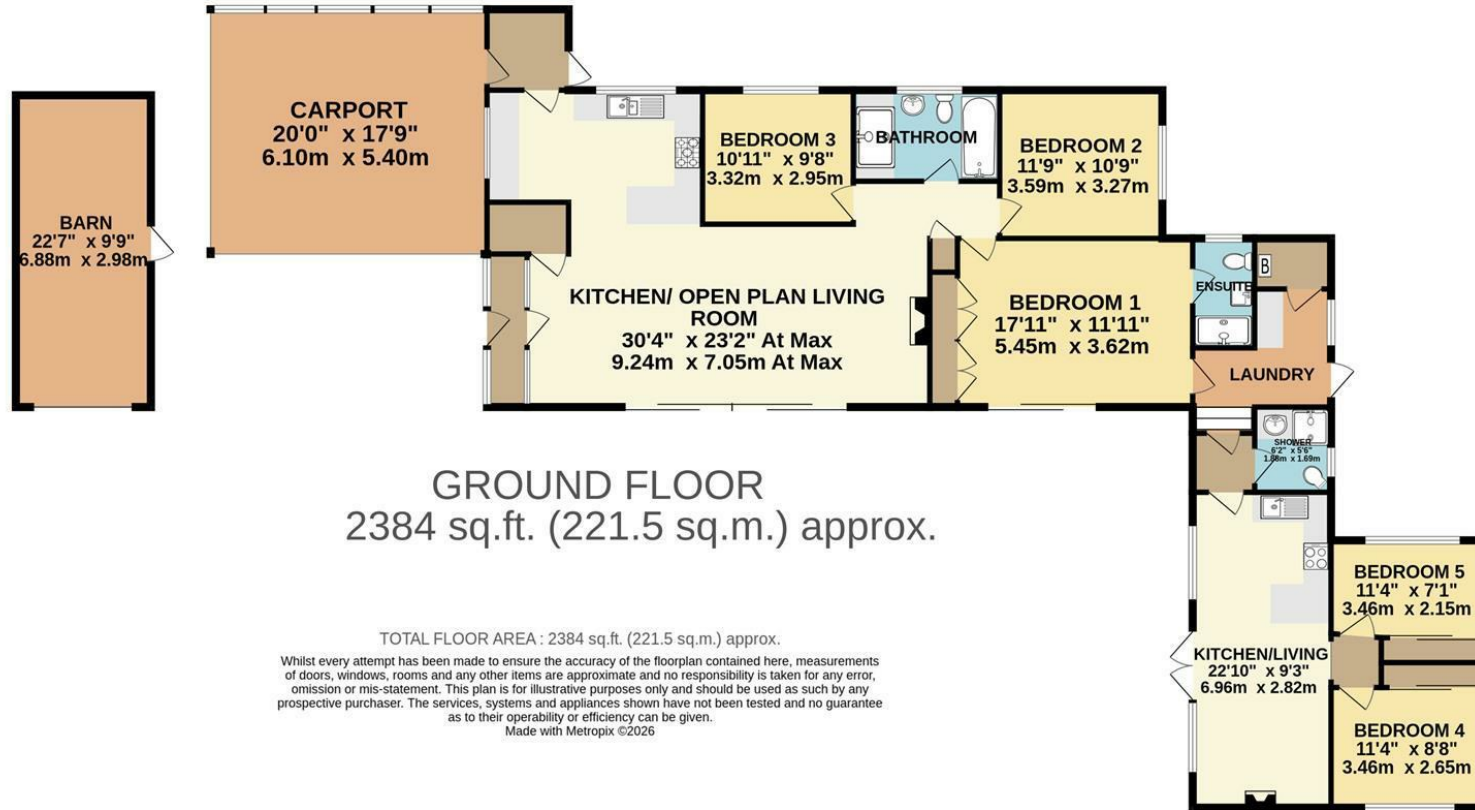 CARPORT
20'0" x 17'9"
6.10m x 5.40m
BARN
22'7" x 9'9"
6.88m x 2.98m
BEDROOM 3
10'11" x 9'8"
3.32m x 2.95m
BATHROOM
BEDROOM 2
11'9" x 10'9"
3.59m x 3.27m
KITCHEN/ OPEN PLAN LIVING
ROOM
30'4" x 23'2" At Max
9.24m x 7.05m At Max
BEDROOM 1
17'11" x 11'11"
5.45m x 3.62m
ENSUITE
B
LAUNDRY
SHOWER
6'2" x 5'6"
1.88m x 1.69m
KITCHEN/LIVING
22'10" x 9'3"
6.96m x 2.82m
BEDROOM 5
11'4" x 7'1"
3.46m x 2.15m
BEDROOM 4
11'4" x 8'8"
3.46m x 2.65m
GROUND FLOOR
2384 sq.ft. (221.5 sq.m.) approx.
TOTAL FLOOR AREA : 2384 sq.ft. (221.5 sq.m.) approx.
Whilst every attempt has been made to ensure the accuracy of the floorplan contained here, measurements
of doors, windows, rooms and any other items are approximate and no responsibility is taken for any error,
omission or mis-statement. This plan is for illustrative purposes only and should be used as such by any
prospective purchaser. The services, systems and appliances shown have not been tested and no guarantee
as to their operability or efficiency can be given.
Made with Metropix ©2026